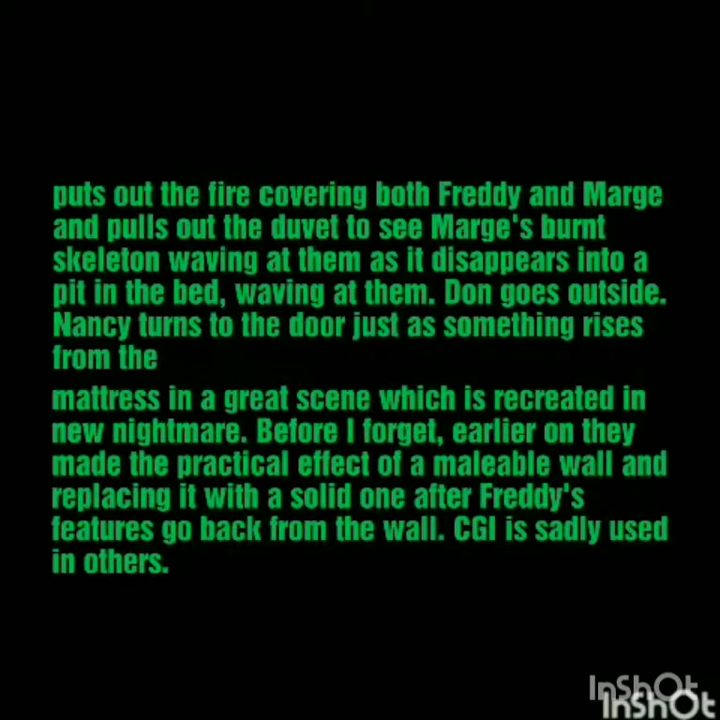 puts out the fire covering both Freddy and Marge
and pulls out the duvet to see Marge's burnt
skeleton waving at them as it disappears into a
pit in the bed, waving at them. Don goes outside.
Nancy turns to the door just as something rises
from the
mattress in a great scene which is recreated in
new nightmare. Before I forget, earlier on they
made the practical effect of a maleable wall and
replacing it with a solid one after Freddy's
features go back from the wall. CGI is sadly used
in others.
InShOt
InShOt